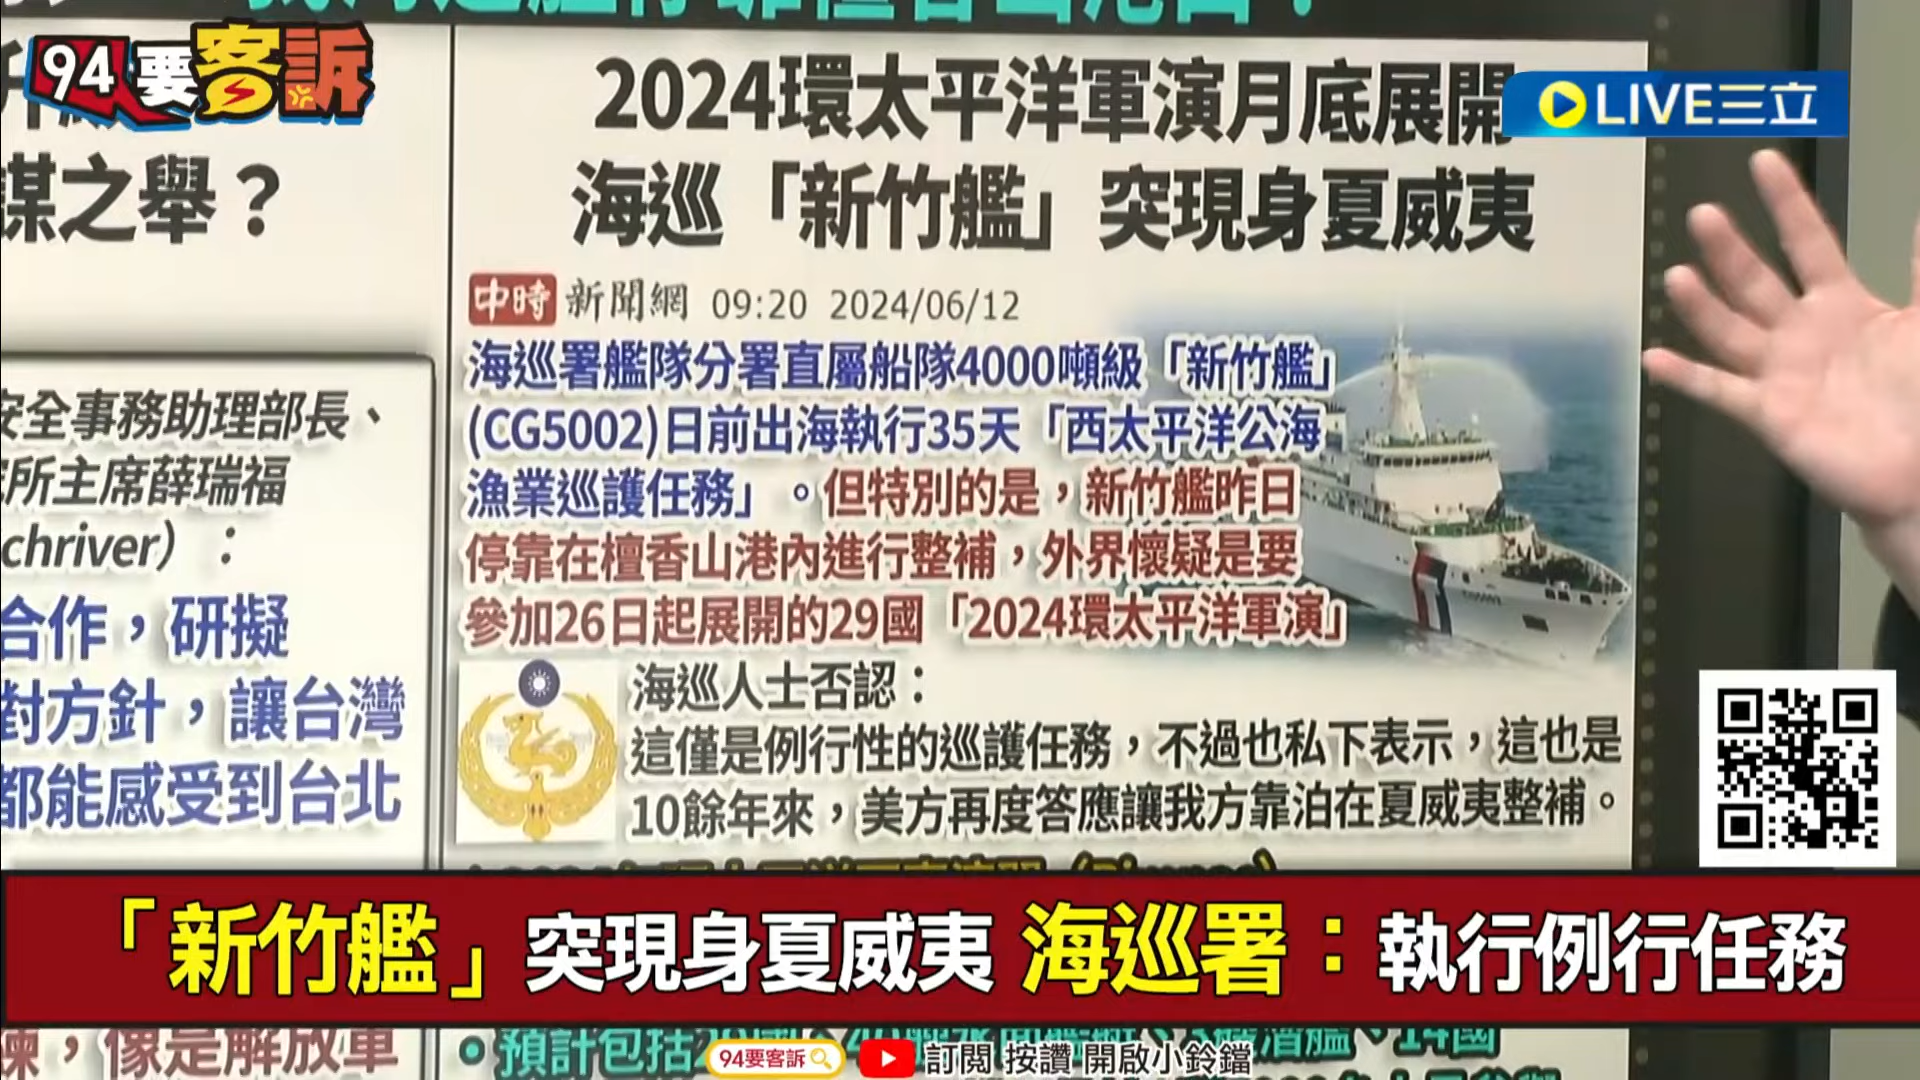 94要客訴
LIVE三立
謀之舉？
安全事務助理部長、
所主席薛瑞福
chriver）：
合作，研擬
對方針，讓台灣
都能感受到台北
2024環太平洋軍演月底展開
海巡「新竹艦」突現身夏威夷
中時新聞網 09:20 2024/06/12
海巡署艦隊分署直屬船隊4000噸級「新竹艦」
(CG5002)日前出海執行35天「西太平洋公海
漁業巡護任務」。但特別的是，新竹艦昨日
停靠在檀香山港內進行整補，外界懷疑是要
參加26日起展開的29國「2024環太平洋軍演」
海巡人士否認：
這僅是例行性的巡護任務，不過也私下表示，這也是
10餘年來，美方再度答應讓我方靠泊在夏威夷整補。
「新竹艦」突現身夏威夷 海巡署：執行例行任務
，像是解放軍
94要客訴
訂閱 按讚 開啟小鈴鐺